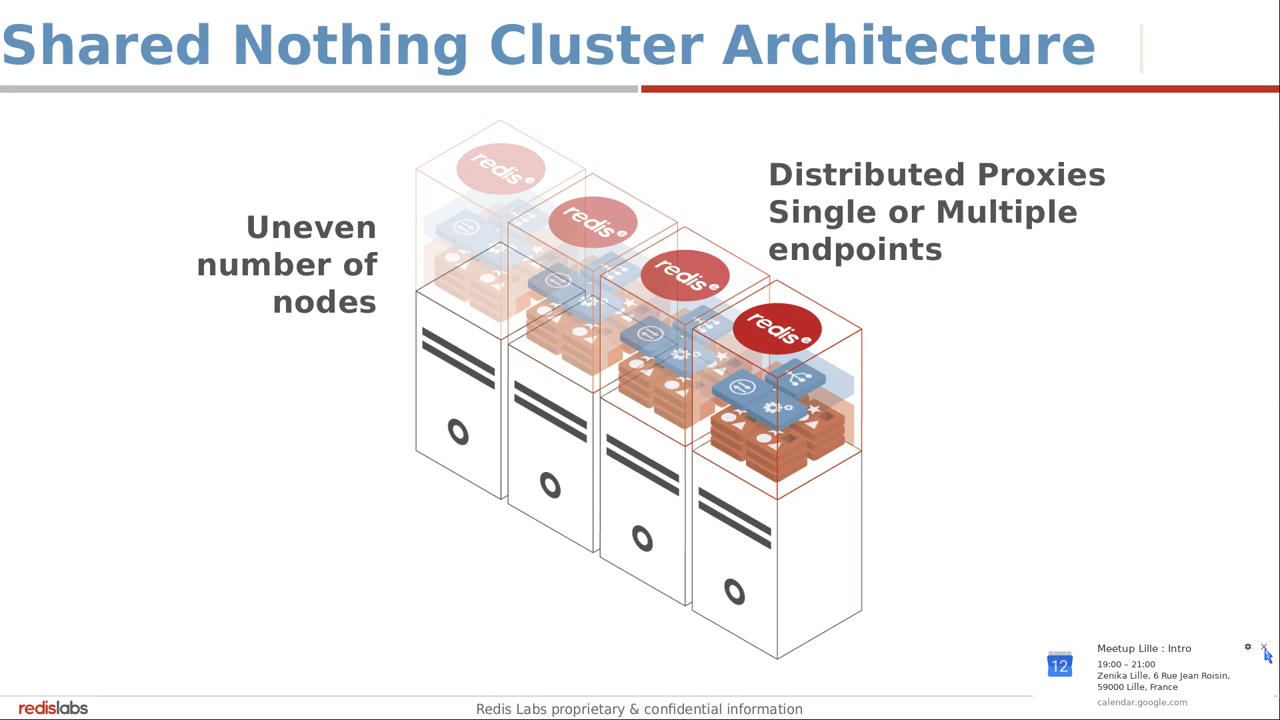 Shared Nothing Cluster Architecture
Uneven
number of
nodes
Distributed Proxies
Single or Multiple
endpoints
redis e
redis e
redis e
redis e
12
Meetup Lille : Intro
19:00 – 21:00
Zenika Lille, 6 Rue Jean Roisin,
59000 Lille, France
calendar.google.com
redislabs
Redis Labs proprietary & confidential information